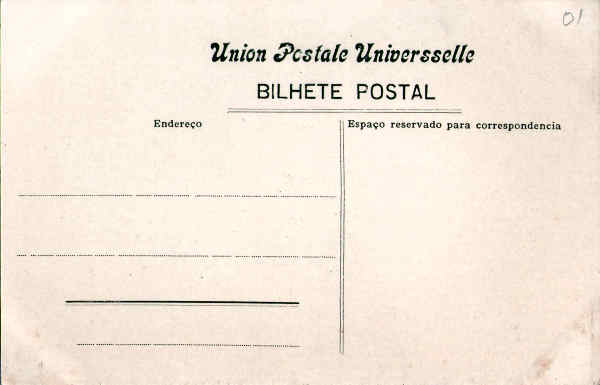 01
Union Postale Universselle
BILHETE POSTAL
Endereço
Espaço reservado para correspondencia